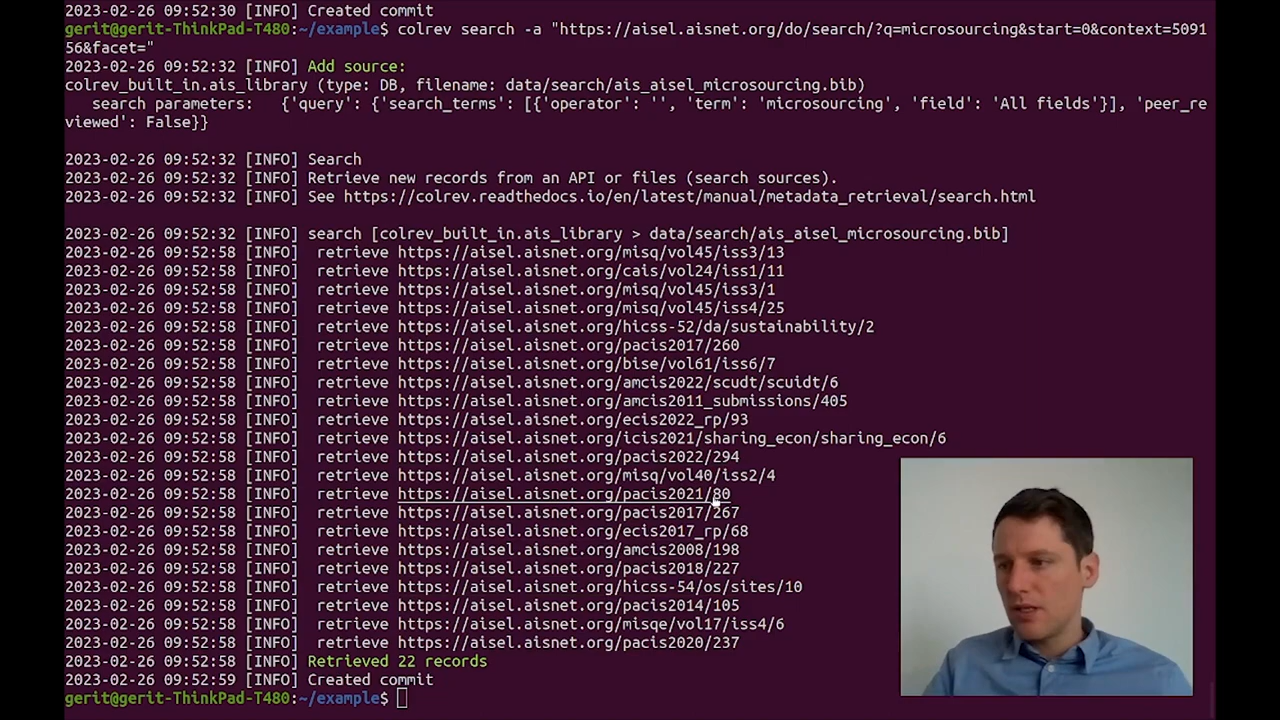 2023-02-26 09:52:30 [INFO] Created commit
gerit@gerit-ThinkPad-T480:~/example$ colrev search -a "https://aisel.aisnet.org/do/search/?q=microsourcing&start=0&context=5091
56&facet="
2023-02-26 09:52:32 [INFO] Add source:
colrev_built_in.ais_library (type: DB, filename: data/search/ais_aisel_microsourcing.bib)
   search parameters:   {'query': {'search_terms': [{'operator': '', 'term': 'microsourcing', 'field': 'All fields'}], 'peer_re
viewed': False}}
2023-02-26 09:52:32 [INFO] Search
2023-02-26 09:52:32 [INFO] Retrieve new records from an API or files (search sources).
2023-02-26 09:52:32 [INFO] See https://colrev.readthedocs.io/en/latest/manual/metadata_retrieval/search.html
2023-02-26 09:52:32 [INFO] search [colrev_built_in.ais_library > data/search/ais_aisel_microsourcing.bib]
2023-02-26 09:52:58 [INFO]  retrieve https://aisel.aisnet.org/misq/vol45/iss3/13
2023-02-26 09:52:58 [INFO]  retrieve https://aisel.aisnet.org/cais/vol24/iss1/11
2023-02-26 09:52:58 [INFO]  retrieve https://aisel.aisnet.org/misq/vol45/iss3/1
2023-02-26 09:52:58 [INFO]  retrieve https://aisel.aisnet.org/misq/vol45/iss4/25
2023-02-26 09:52:58 [INFO]  retrieve https://aisel.aisnet.org/hicss-52/da/sustainability/2
2023-02-26 09:52:58 [INFO]  retrieve https://aisel.aisnet.org/pacis2017/260
2023-02-26 09:52:58 [INFO]  retrieve https://aisel.aisnet.org/bise/vol61/iss6/7
2023-02-26 09:52:58 [INFO]  retrieve https://aisel.aisnet.org/amcis2022/scudt/scuidt/6
2023-02-26 09:52:58 [INFO]  retrieve https://aisel.aisnet.org/amcis2011_submissions/405
2023-02-26 09:52:58 [INFO]  retrieve https://aisel.aisnet.org/ecis2022_rp/93
2023-02-26 09:52:58 [INFO]  retrieve https://aisel.aisnet.org/icis2021/sharing_econ/sharing_econ/6
2023-02-26 09:52:58 [INFO]  retrieve https://aisel.aisnet.org/pacis2022/294
2023-02-26 09:52:58 [INFO]  retrieve https://aisel.aisnet.org/misq/vol40/iss2/4
2023-02-26 09:52:58 [INFO]  retrieve https://aisel.aisnet.org/pacis2021/80
2023-02-26 09:52:58 [INFO]  retrieve https://aisel.aisnet.org/pacis2017/267
2023-02-26 09:52:58 [INFO]  retrieve https://aisel.aisnet.org/ecis2017_rp/68
2023-02-26 09:52:58 [INFO]  retrieve https://aisel.aisnet.org/amcis2008/198
2023-02-26 09:52:58 [INFO]  retrieve https://aisel.aisnet.org/pacis2018/227
2023-02-26 09:52:58 [INFO]  retrieve https://aisel.aisnet.org/hicss-54/os/sites/10
2023-02-26 09:52:58 [INFO]  retrieve https://aisel.aisnet.org/pacis2014/105
2023-02-26 09:52:58 [INFO]  retrieve https://aisel.aisnet.org/misqe/vol17/iss4/6
2023-02-26 09:52:58 [INFO]  retrieve https://aisel.aisnet.org/pacis2020/237
2023-02-26 09:52:58 [INFO] Retrieved 22 records
2023-02-26 09:52:59 [INFO] Created commit
gerit@gerit-ThinkPad-T480:~/example$